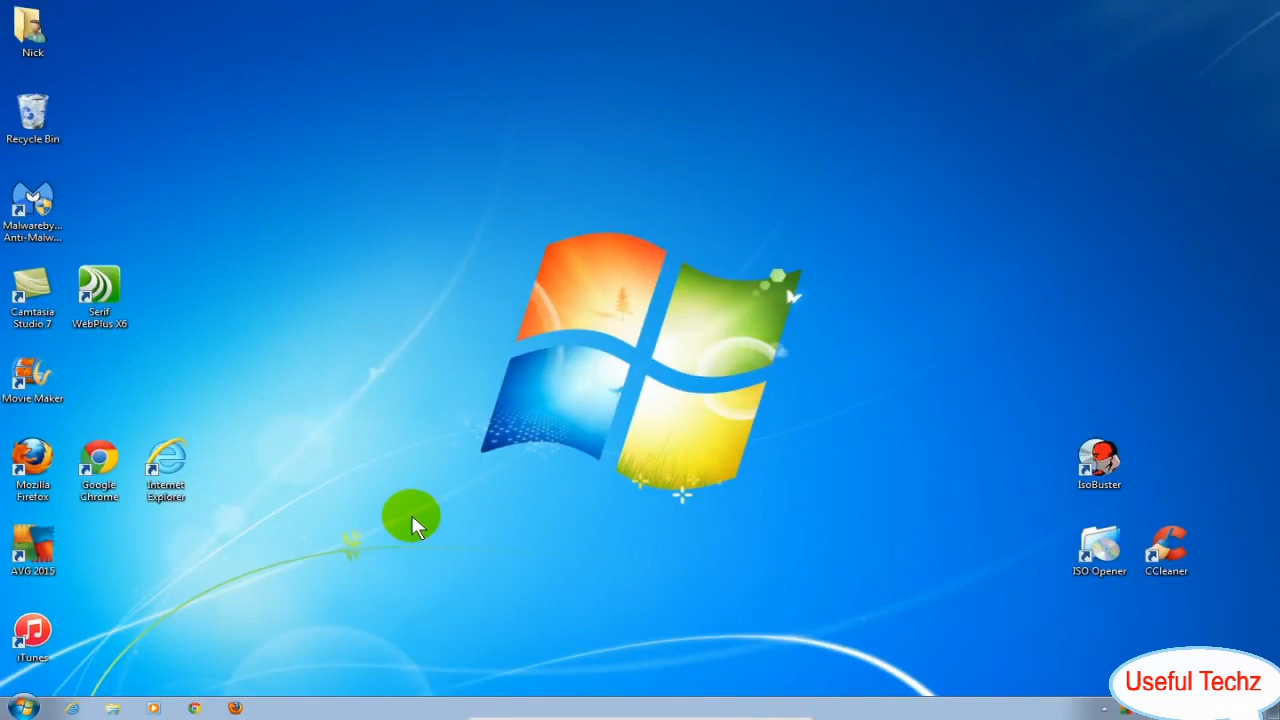 Nick
Recycle Bin
Malwareby...
Anti-Malw...
Camtasia
Studio 7
Serif
WebPlus X6
Movie Maker
Mozilla
Firefox
Google
Chrome
Internet
Explorer
AVG 2015
iTunes
IsoBuster
ISO Opener
CCleaner
Useful Techz